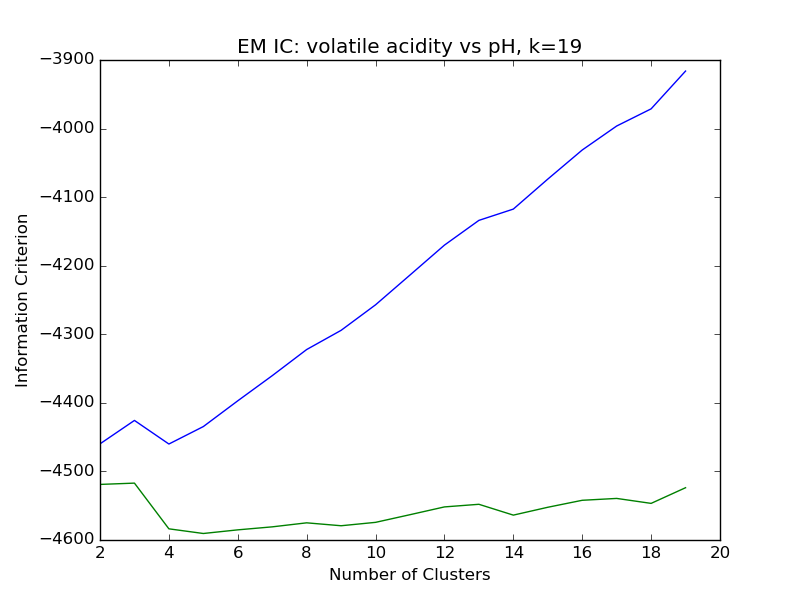 EM IC: volatile acidity vs pH, k=19
−3900
−4000
−4100
−4200
−4300
−4400
−4500
−4600
Information Criterion
2 4 6 8 10 12 14 16 18 20
Number of Clusters